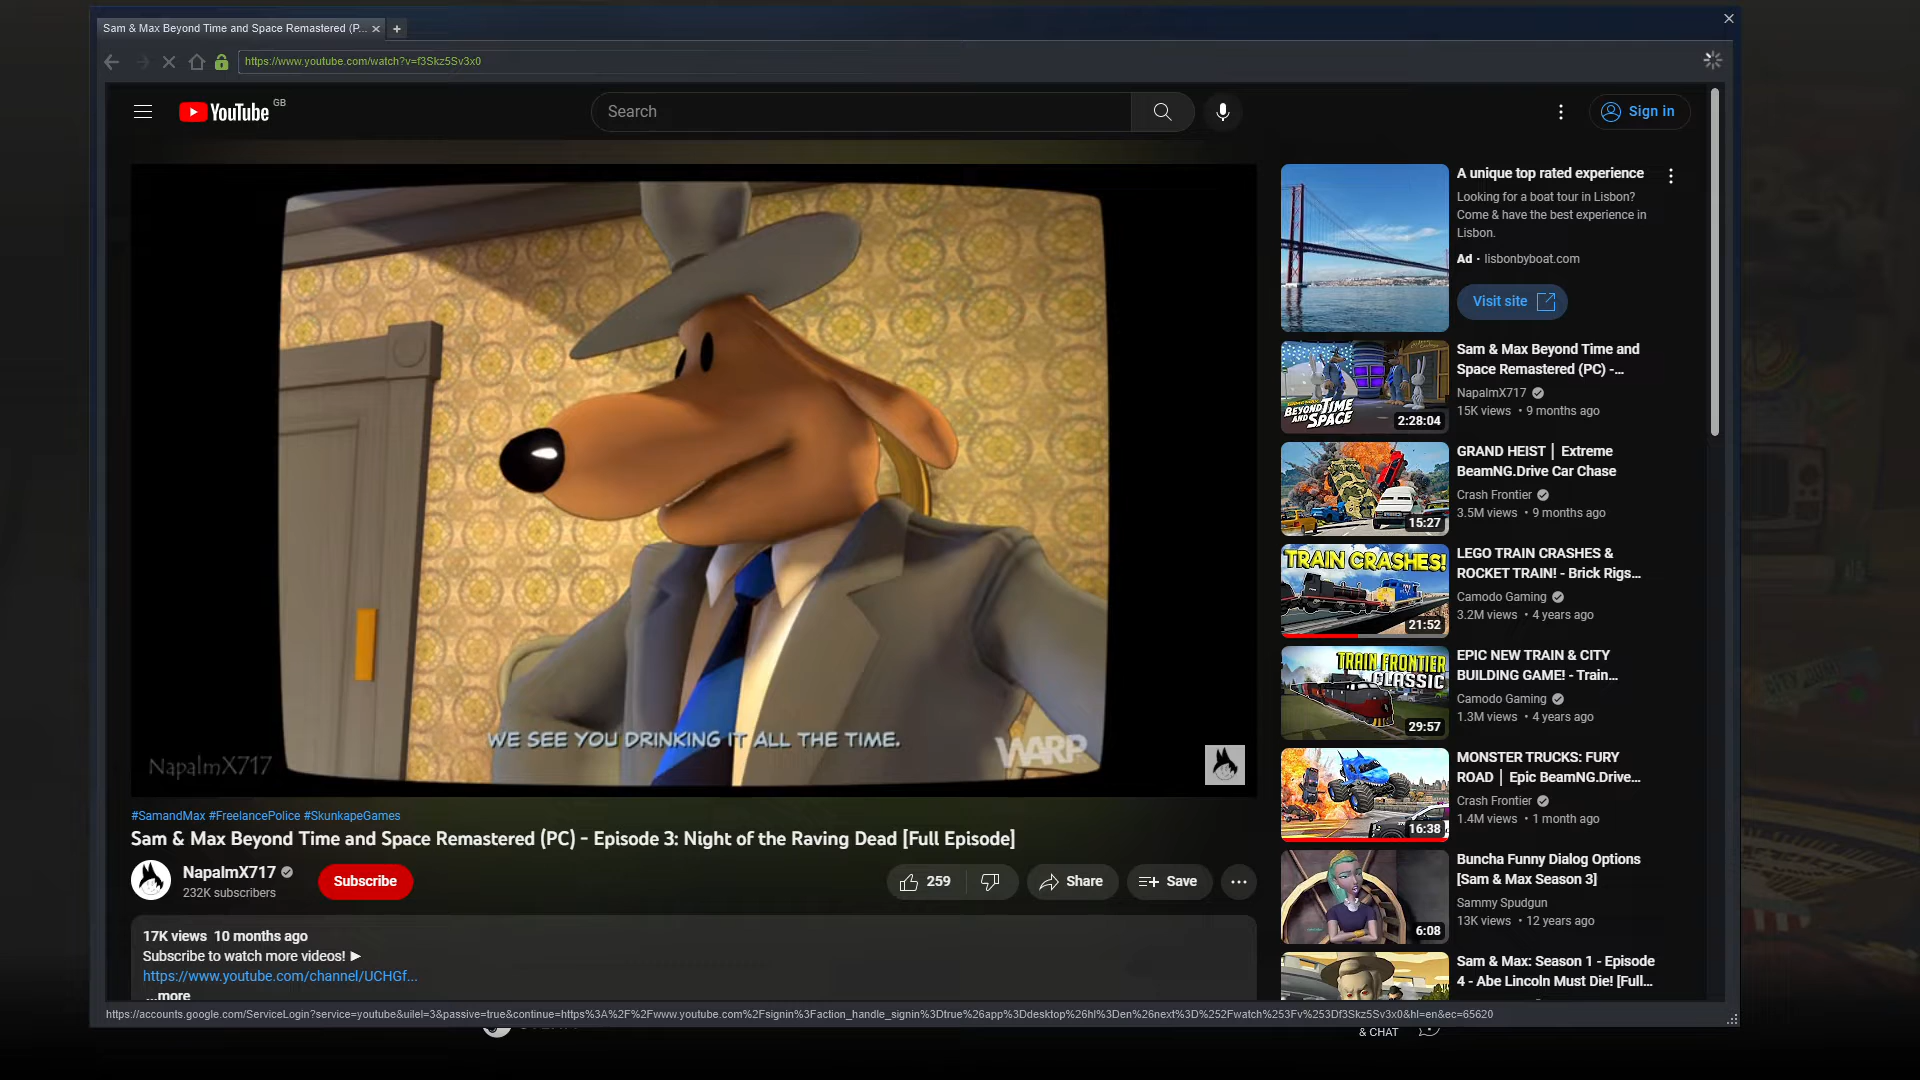 Sam & Max Beyond Time and Space Remastered (P...
https://www.youtube.com/watch?v=f3Skz5Sv3x0
YouTube GB
Search
Sign in
WE SEE YOU DRINKING IT ALL THE TIME.
NapalmX717
WARP
#SamandMax #FreelancePolice #SkunkapeGames
Sam & Max Beyond Time and Space Remastered (PC) - Episode 3: Night of the Raving Dead [Full Episode]
NapalmX717
232K subscribers
Subscribe
259
Share
Save
17K views 10 months ago
Subscribe to watch more videos! ►
https://www.youtube.com/channel/UCHGf...
...more
A unique top rated experience
Looking for a boat tour in Lisbon?
Come & have the best experience in
Lisbon.
Ad · lisbonbyboat.com
Visit site
BEYOND TIME
AND SPACE
2:28:04
Sam & Max Beyond Time and
Space Remastered (PC) -...
NapalmX717
15K views • 9 months ago
15:27
GRAND HEIST | Extreme
BeamNG.Drive Car Chase
Crash Frontier
3.5M views • 9 months ago
TRAIN CRASHES!
21:52
LEGO TRAIN CRASHES &
ROCKET TRAIN! - Brick Rigs...
Camodo Gaming
3.2M views • 4 years ago
TRAIN FRONTIER
CLASSIC
29:57
EPIC NEW TRAIN & CITY
BUILDING GAME! - Train...
Camodo Gaming
1.3M views • 4 years ago
16:38
MONSTER TRUCKS: FURY
ROAD | Epic BeamNG.Drive...
Crash Frontier
1.4M views • 1 month ago
6:08
Buncha Funny Dialog Options
[Sam & Max Season 3]
Sammy Spudgun
13K views • 12 years ago
Sam & Max: Season 1 - Episode
4 - Abe Lincoln Must Die! [Full...
https://accounts.google.com/ServiceLogin?service=youtube&uilel=3&passive=true&continue=https%3A%2F%2Fwww.youtube.com%2Fsignin%3Faction_handle_signin%3Dtrue%26app%3Ddesktop%26hl%3Den%26next%3D%252Fwatch%253Fv%253Df3Skz5Sv3x0&hl=en&ec=65620
& CHAT